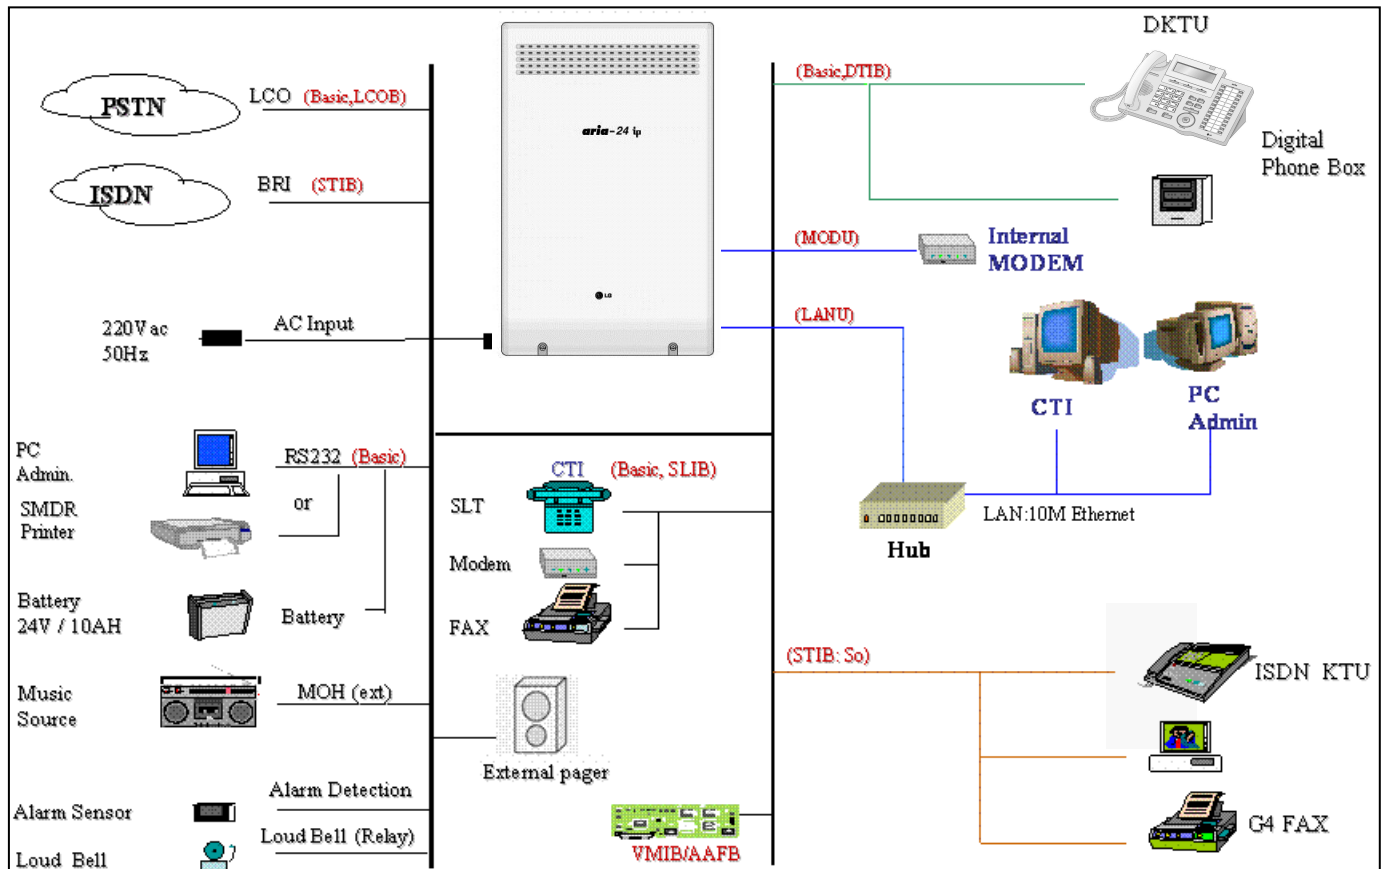 DKTU
(Basic,DTIB)
LCO (Basic,LCOB)
PSTN
aria-24 ip
Digital
Phone Box
BRI (STIB)
ISDN
(MODU)
Internal
MODEM
LG
(LANU)
220V ac
50Hz
AC Input
CTI
PC
Admin
PC
Admin.
RS232 (Basic)
CTI (Basic, SLIB)
SMDR
Printer
or
SLT
LAN:10M Ethernet
Hub
Modem
Battery
24V / 10AH
Battery
FAX
(STIB: So)
ISDN KTU
Music
Source
MOH (ext)
External pager
Alarm Sensor
Alarm Detection
G4 FAX
Loud Bell
Loud Bell (Relay)
VMIB/AAFB